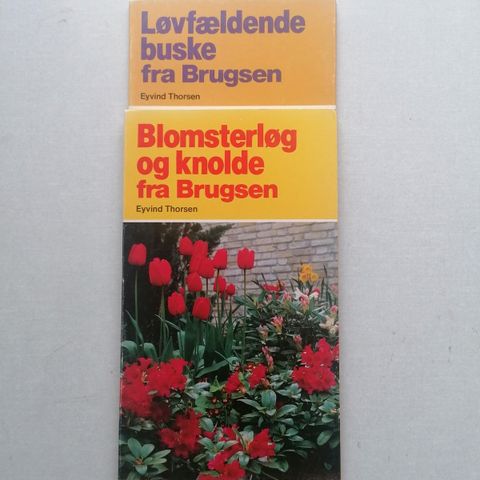 Løvfældende
buske
fra Brugsen
Eyvind Thorsen
Blomsterløg
og knolde
fra Brugsen
Eyvind Thorsen